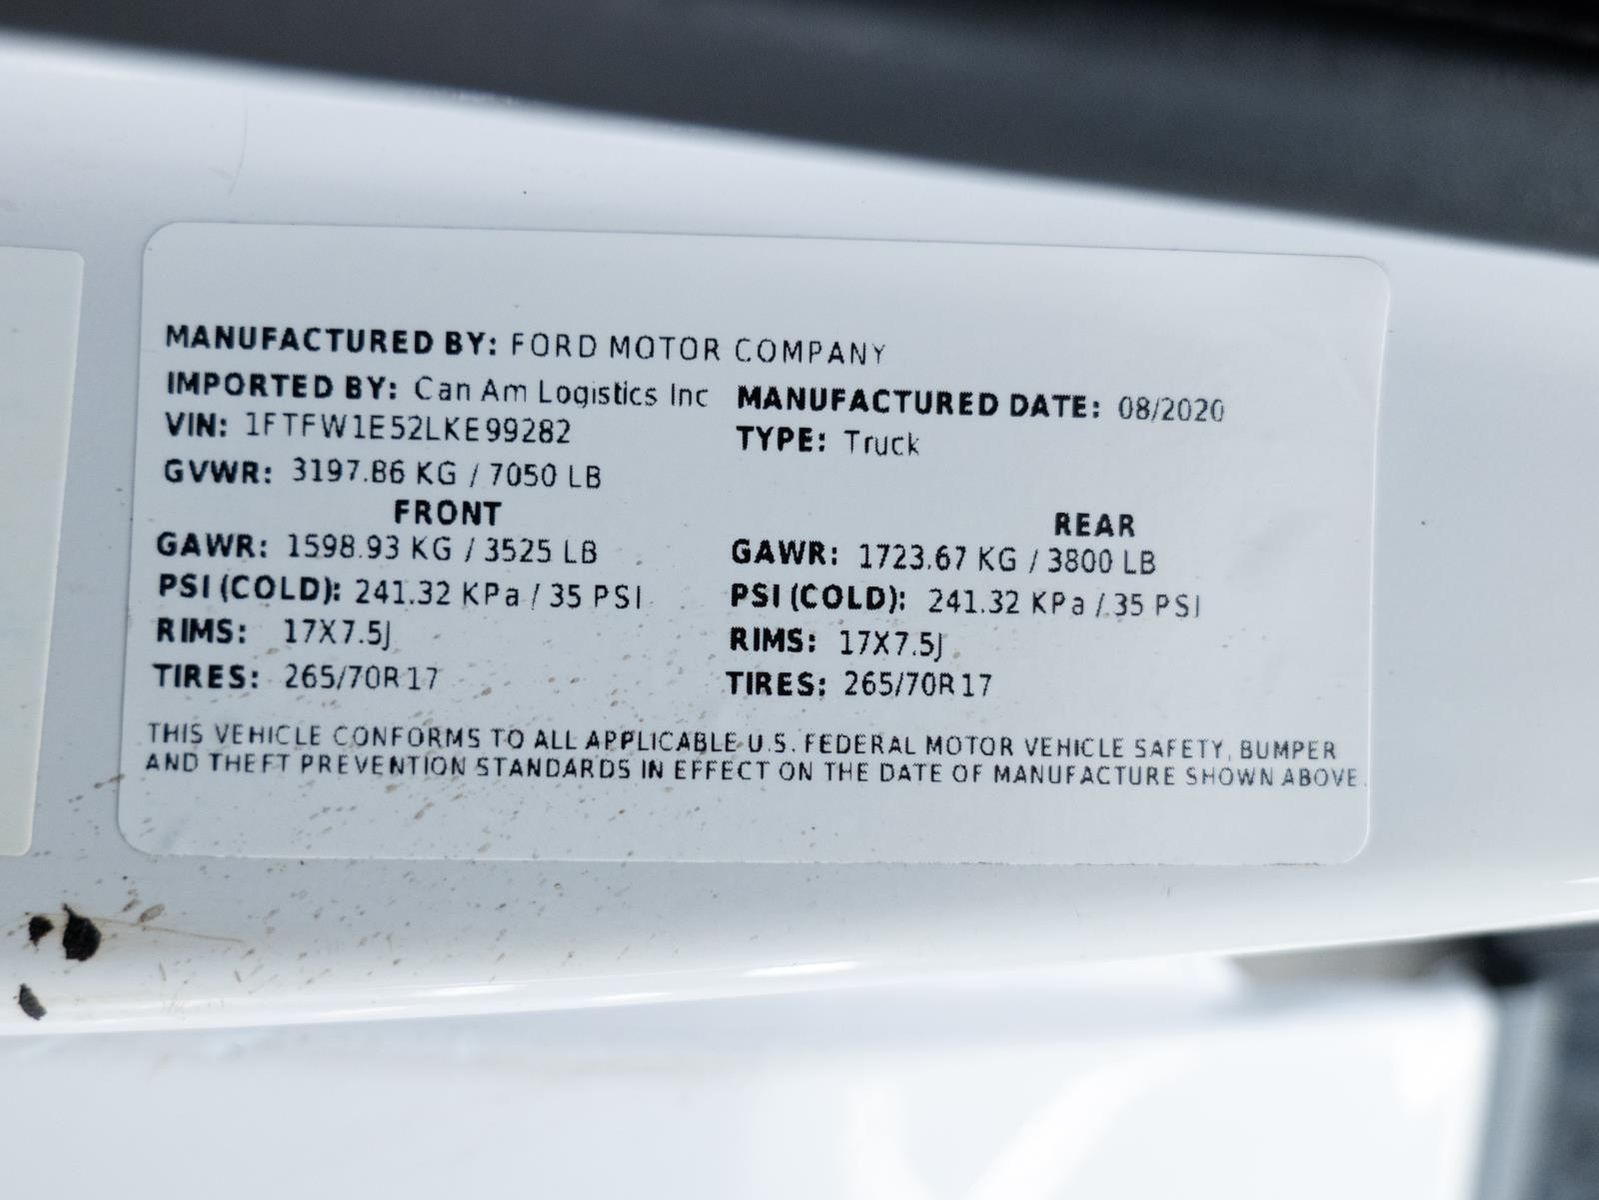 MANUFACTURED BY: FORD MOTOR COMPANY
IMPORTED BY: Can Am Logistics Inc MANUFACTURED DATE: 08/2020
VIN: 1FTFW1E52LKE99282 TYPE: Truck
GVWR: 3197.86 KG / 7050 LB
FRONT REAR
GAWR: 1598.93 KG / 3525 LB GAWR: 1723.67 KG / 3800 LB
PSI (COLD): 241.32 KPa / 35 PSI PSI (COLD): 241.32 KPa / 35 PSI
RIMS: 17X7.5J RIMS: 17X7.5J
TIRES: 265/70R17 TIRES: 265/70R17
THIS VEHICLE CONFORMS TO ALL APPLICABLE U.S. FEDERAL MOTOR VEHICLE SAFETY, BUMPER
AND THEFT PREVENTION STANDARDS IN EFFECT ON THE DATE OF MANUFACTURE SHOWN ABOVE.